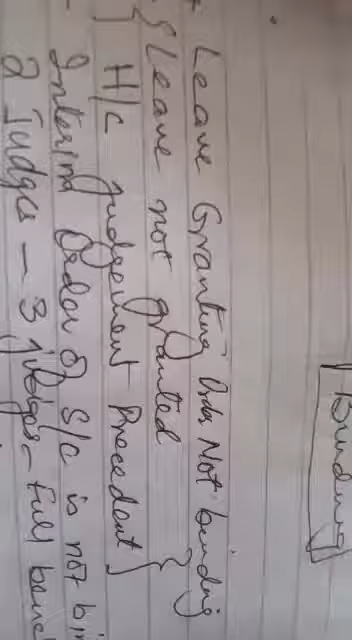 Binding
* Leave Granting Order Not binding
{ Leave not granted }
H/C judgement Precedent }
- Interim Order of S/C is not bin
2 Judges – 3 judges – Full bench